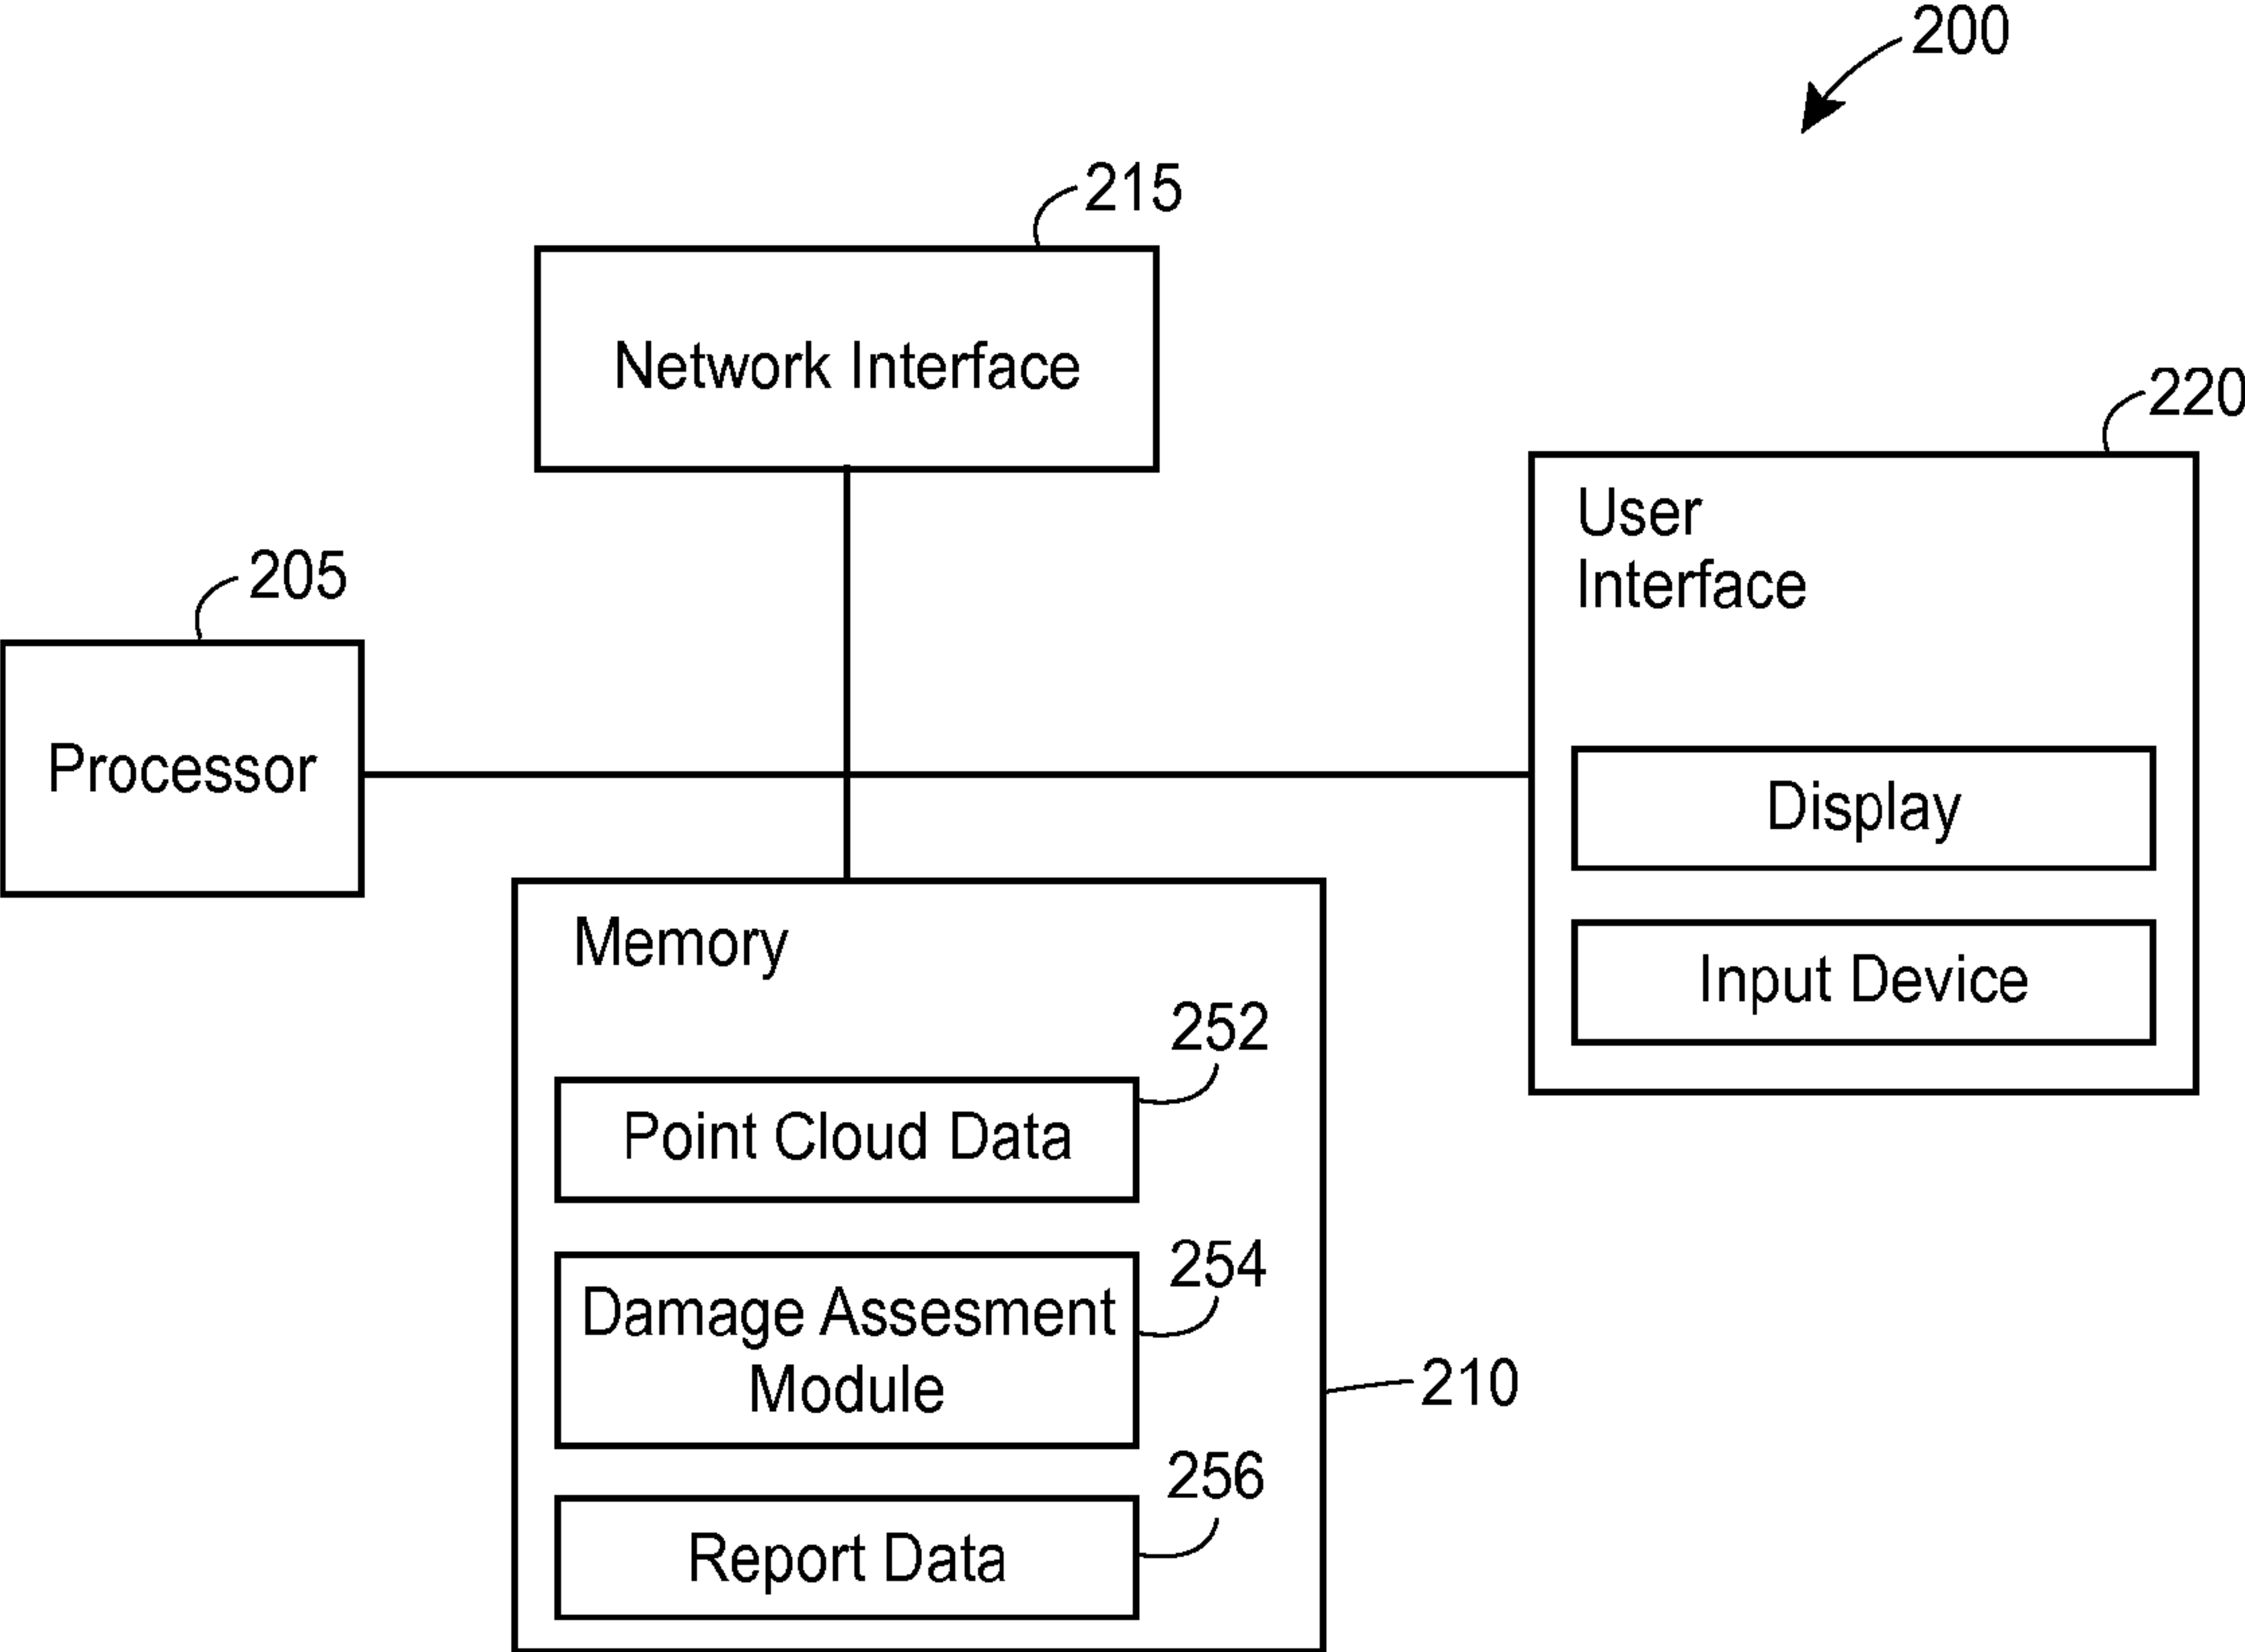 200
215
Network Interface
220
User
Interface
205
Processor
Display
Input Device
Memory
252
Point Cloud Data
254
Damage Assesment
Module
210
256
Report Data